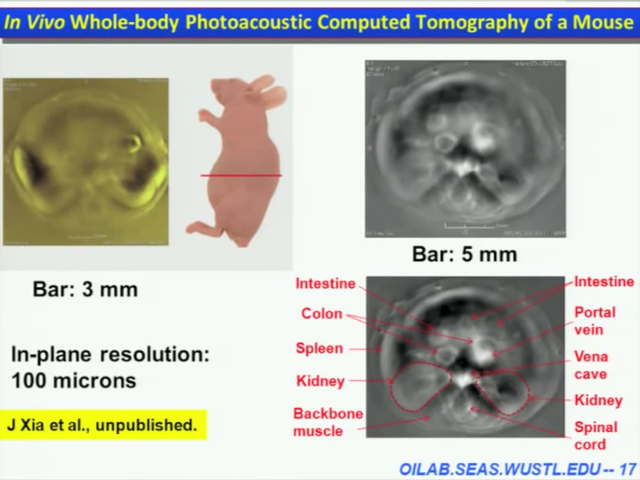 In Vivo Whole-body Photoacoustic Computed Tomography of a Mouse
Bar: 3 mm
Bar: 5 mm
In-plane resolution:
100 microns
J Xia et al., unpublished.
Intestine
Colon
Spleen
Kidney
Backbone
muscle
Intestine
Portal
vein
Vena
cave
Kidney
Spinal
cord
OILAB.SEAS.WUSTL.EDU -- 17